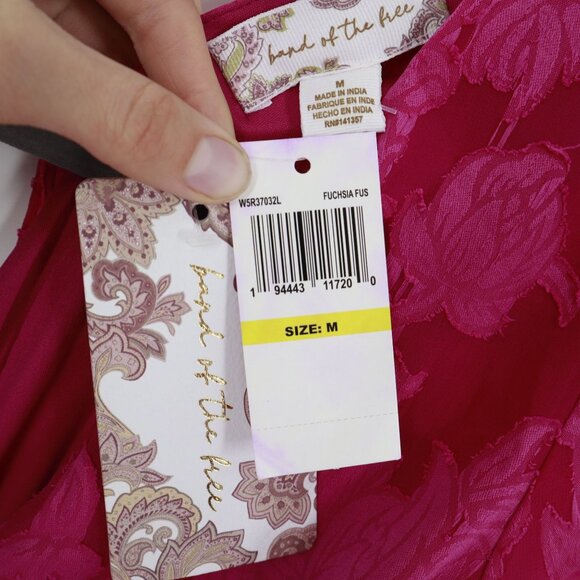 band of the free
M
MADE IN INDIA
FABRIQUE EN INDE
HECHO EN INDIA
RN#141357
W5R37032L FUCHSIA FUS
1 94443 11720 0
SIZE: M
band of the free